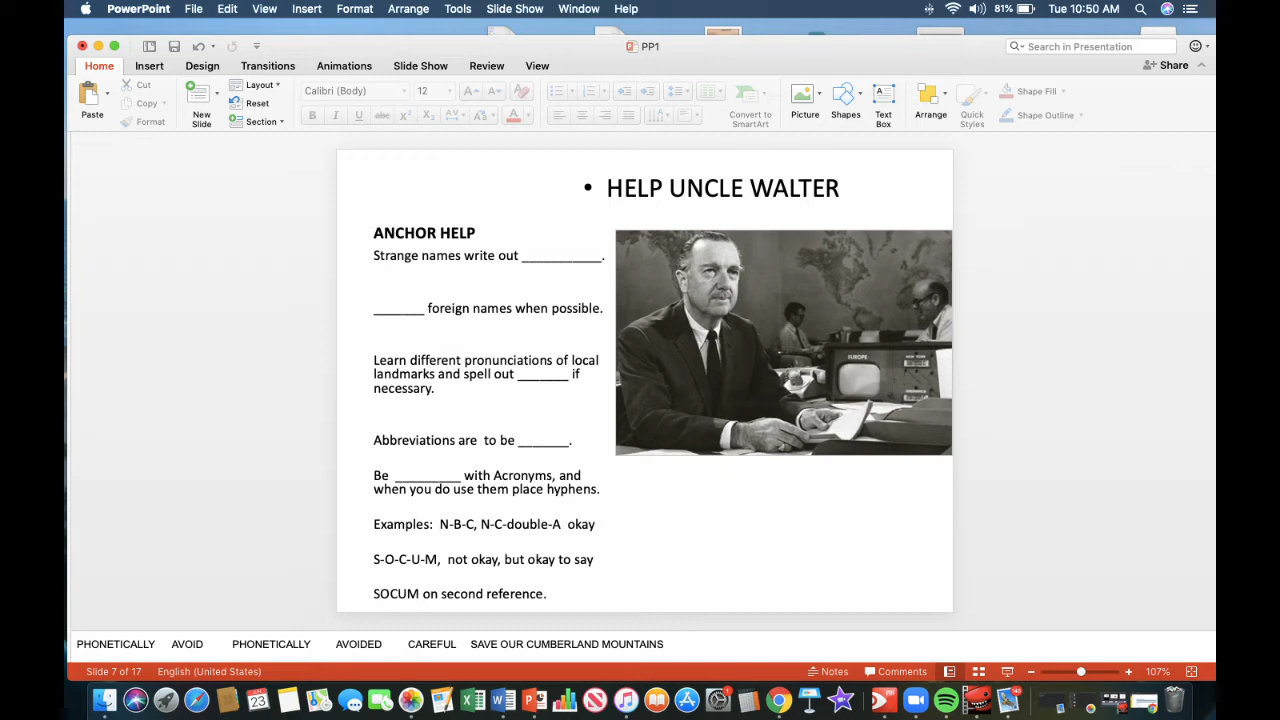 PowerPoint File Edit View Insert Format Arrange Tools Slide Show Window Help 81% Tue 10:50 AM
PP1
Search in Presentation
Home Insert Design Transitions Animations Slide Show Review View Share
Paste
Cut
Copy
Format
New Slide
Layout
Reset
Section
Calibri (Body) 12
B I U abc X² X₂ AV A
Convert to SmartArt
Picture
Shapes
Text Box
Arrange
Quick Styles
Shape Fill
Shape Outline
• HELP UNCLE WALTER
ANCHOR HELP
Strange names write out ___________.
_______ foreign names when possible.
Learn different pronunciations of local
landmarks and spell out _______ if
necessary.
Abbreviations are to be _______.
Be _________ with Acronyms, and
when you do use them place hyphens.
Examples: N-B-C, N-C-double-A okay
S-O-C-U-M, not okay, but okay to say
SOCUM on second reference.
EUROPE
PHONETICALLY AVOID PHONETICALLY AVOIDED CAREFUL SAVE OUR CUMBERLAND MOUNTAINS
Slide 7 of 17 English (United States) Notes Comments 107%
JUN
23